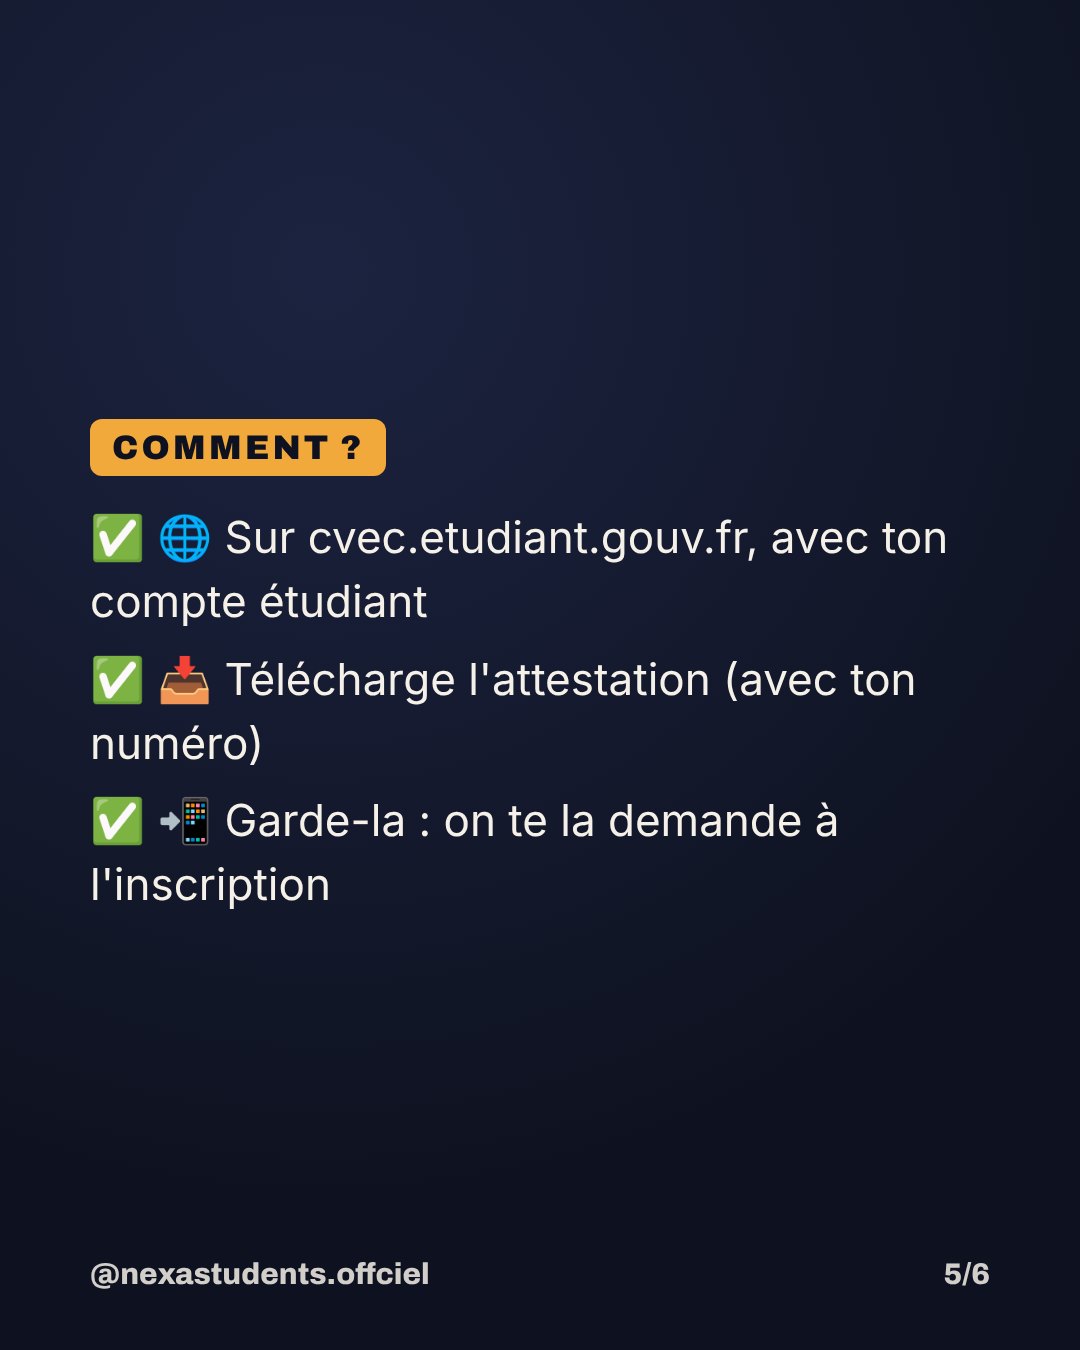 COMMENT ?
✅ 🌐 Sur cvec.etudiant.gouv.fr, avec ton
compte étudiant
✅ 📥 Télécharge l'attestation (avec ton
numéro)
✅ 📲 Garde-la : on te la demande à
l'inscription
@nexastudents.offciel
5/6